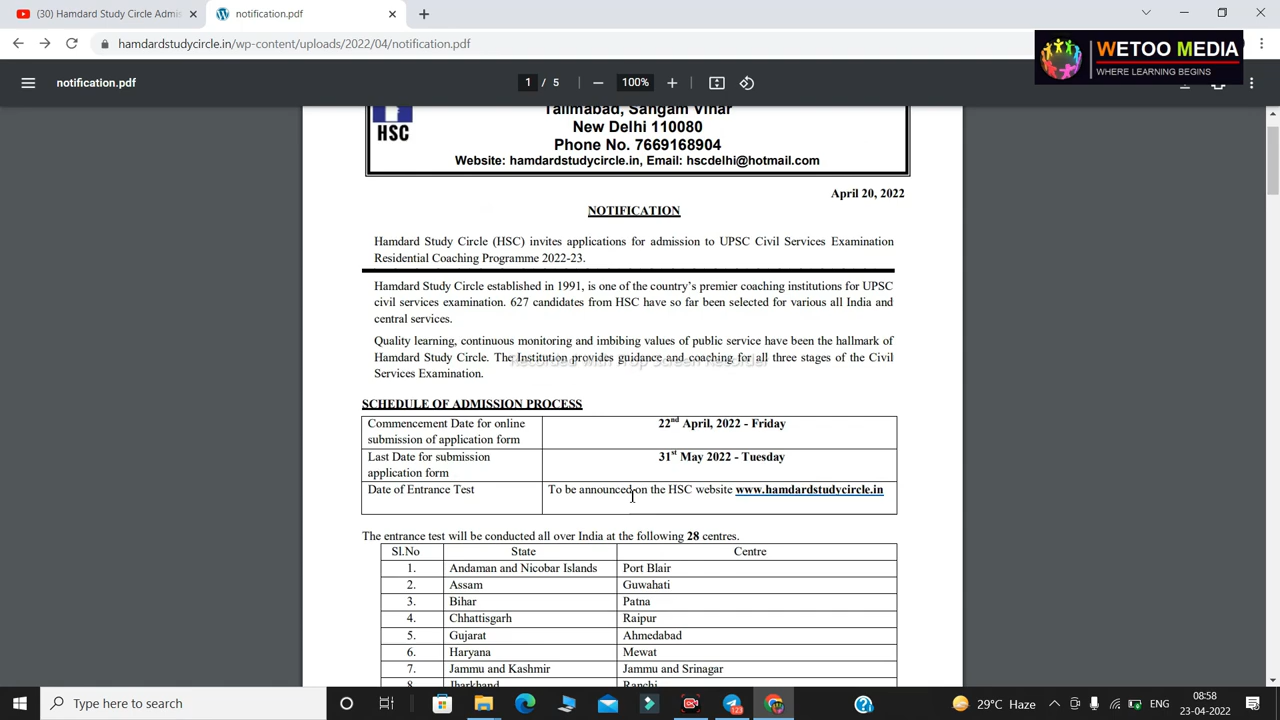 (30) Hamdard Study Circle Admis
notification.pdf
hamdardstudycircle.in/wp-content/uploads/2022/04/notification.pdf
WETOO MEDIA
WHERE LEARNING BEGINS
notification.pdf
1 / 5
100%
Talimabad, Sangam Vihar
HSC
New Delhi 110080
Phone No. 7669168904
Website: hamdardstudycircle.in, Email: hscdelhi@hotmail.com
April 20, 2022
NOTIFICATION
Hamdard Study Circle (HSC) invites applications for admission to UPSC Civil Services Examination
Residential Coaching Programme 2022-23.
Hamdard Study Circle established in 1991, is one of the country's premier coaching institutions for UPSC
civil services examination. 627 candidates from HSC have so far been selected for various all India and
central services.
Quality learning, continuous monitoring and imbibing values of public service have been the hallmark of
Hamdard Study Circle. The Institution provides guidance and coaching for all three stages of the Civil
Services Examination.
Recorded with iTop Screen Recorder
SCHEDULE OF ADMISSION PROCESS
Commencement Date for online submission of application form 22nd April, 2022 - Friday
Last Date for submission application form 31st May 2022 - Tuesday
Date of Entrance Test To be announced on the HSC website www.hamdardstudycircle.in
The entrance test will be conducted all over India at the following 28 centres.
Sl.No State Centre
1. Andaman and Nicobar Islands Port Blair
2. Assam Guwahati
3. Bihar Patna
4. Chhattisgarh Raipur
5. Gujarat Ahmedabad
6. Haryana Mewat
7. Jammu and Kashmir Jammu and Srinagar
8. Jharkhand Ranchi
Type here to search
123
29°C Haze
ENG
08:58
23-04-2022